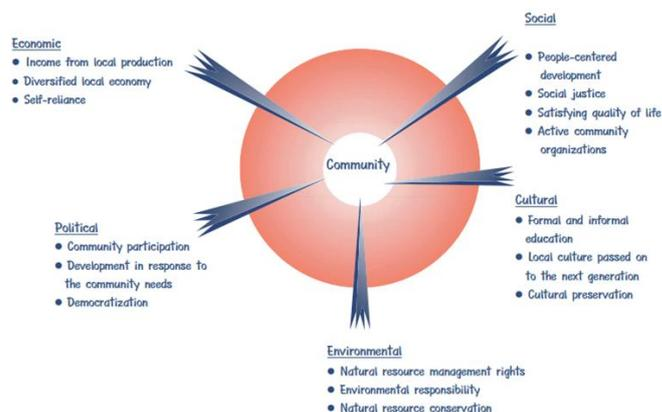 Economic
● Income from local production
● Diversified local economy
● Self-reliance
Social
● People-centered
development
● Social justice
● Satisfying quality of life
● Active community
organizations
Community
Political
● Community participation
● Development in response to
the community needs
● Democratization
Cultural
● Formal and informal
education
● Local culture passed on
to the next generation
● Cultural preservation
Environmental
● Natural resource management rights
● Environmental responsibility
● Natural resource conservation